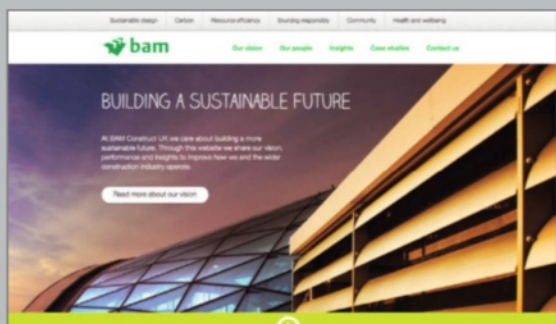 Sustainable design Carbon Resource efficiency Sourcing responsibly Community Health and wellbeing
bam Our vision Our people Insights Case studies Contact us
BUILDING A SUSTAINABLE FUTURE
At BAM Construct UK we care about building a more
sustainable future. Through this website we share our vision,
performance and insights to improve how we and the wider
construction industry operate.
Read more about our vision